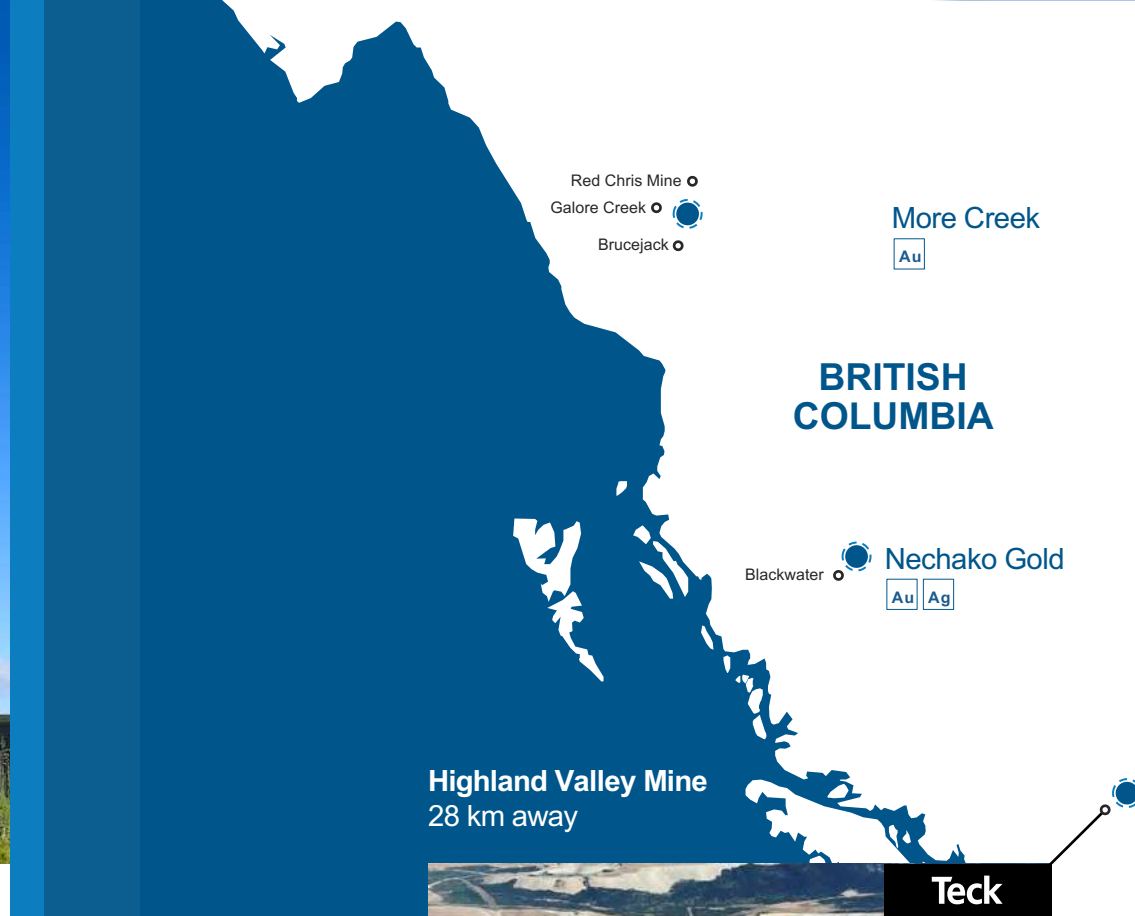 Red Chris Mine
Galore Creek
Brucejack
More Creek
Au
BRITISH
COLUMBIA
Blackwater
Nechako Gold
Au Ag
Highland Valley Mine
28 km away
Teck